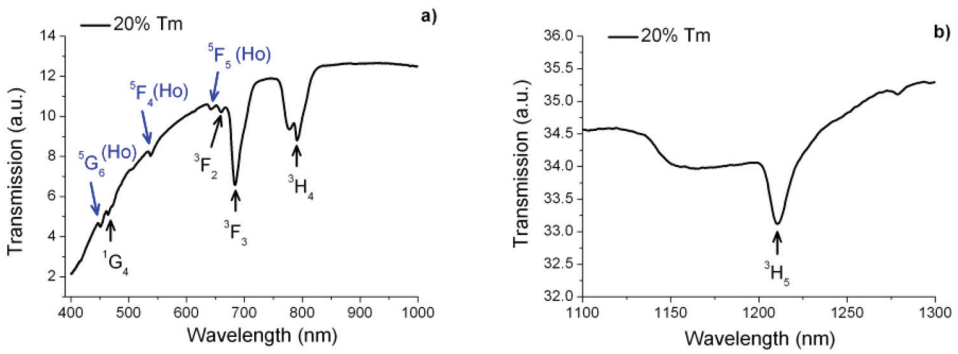 a)
20% Tm
14
12
10
8
6
4
2
Transmission (a.u.)
⁵F₅(Ho)
⁵F₄(Ho)
⁵G₆(Ho)
³F₂
³H₄
³F₃
¹G₄
400 500 600 700 800 900 1000
Wavelength (nm)
b)
20% Tm
36.0
35.5
35.0
34.5
34.0
33.5
33.0
32.5
32.0
Transmission (a.u.)
³H₅
1100 1150 1200 1250 1300
Wavelength (nm)